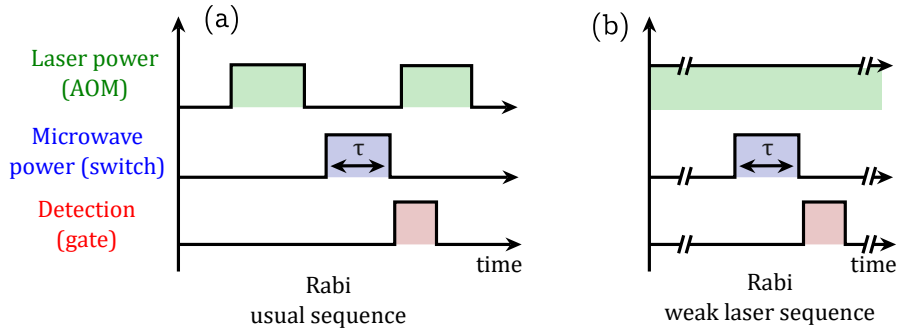 (a)
(b)
Laser power
(AOM)
Microwave
power (switch)
τ
τ
Detection
(gate)
time
time
Rabi
usual sequence
Rabi
weak laser sequence